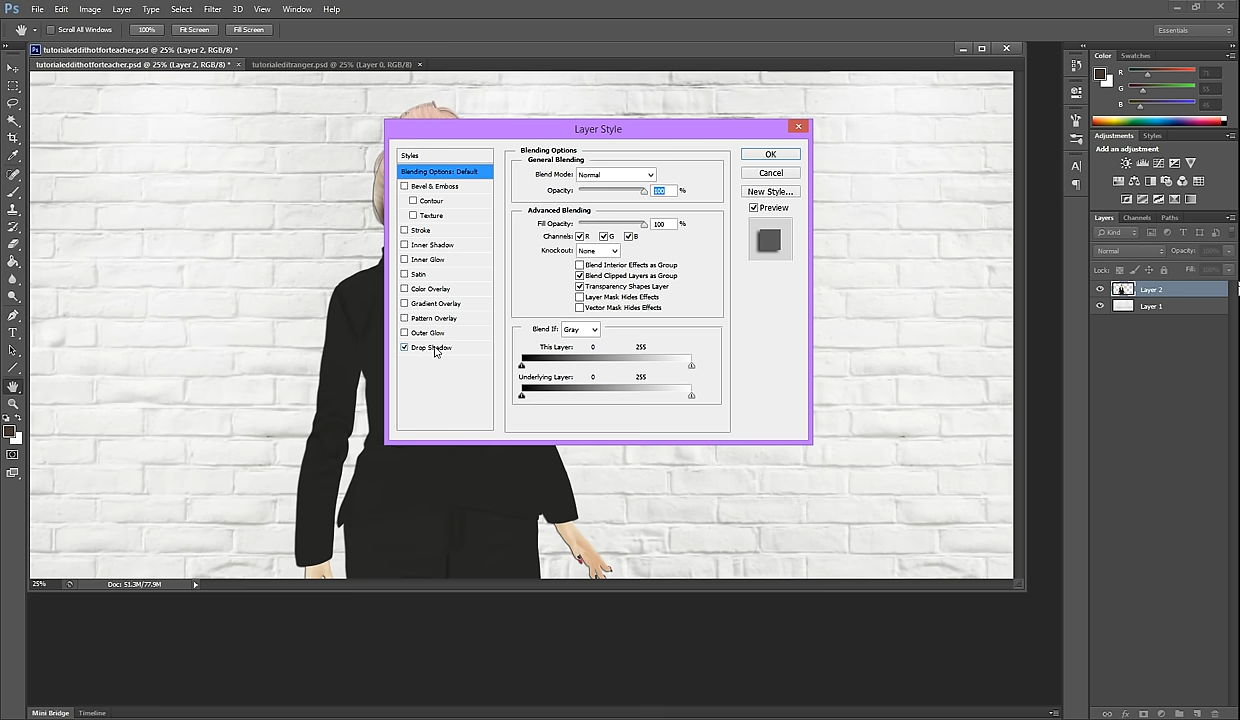 Ps File Edit Image Layer Type Select Filter 3D View Window Help
Scroll All Windows 100% Fit Screen Fill Screen Essentials
tutorialeddithotforteacher.psd @ 25% (Layer 2, RGB/8) *
tutorialeddithotforteacher.psd @ 25% (Layer 2, RGB/8) * × tutorialeditranger.psd @ 25% (Layer 0, RGB/8) ×
Layer Style
Styles
Blending Options: Default
Bevel & Emboss
Contour
Texture
Stroke
Inner Shadow
Inner Glow
Satin
Color Overlay
Gradient Overlay
Pattern Overlay
Outer Glow
Drop Shadow
Blending Options
General Blending
Blend Mode: Normal
Opacity: 100 %
Advanced Blending
Fill Opacity: 100 %
Channels: R G B
Knockout: None
Blend Interior Effects as Group
Blend Clipped Layers as Group
Transparency Shapes Layer
Layer Mask Hides Effects
Vector Mask Hides Effects
Blend If: Gray
This Layer: 0 255
Underlying Layer: 0 255
OK
Cancel
New Style...
Preview
Color Swatches
R
G
B
Adjustments Styles
Add an adjustment
Layers Channels Paths
Kind
Normal Opacity:
Lock: Fill:
Layer 2
Layer 1
25% Doc: 51.3M/77.9M
Mini Bridge Timeline